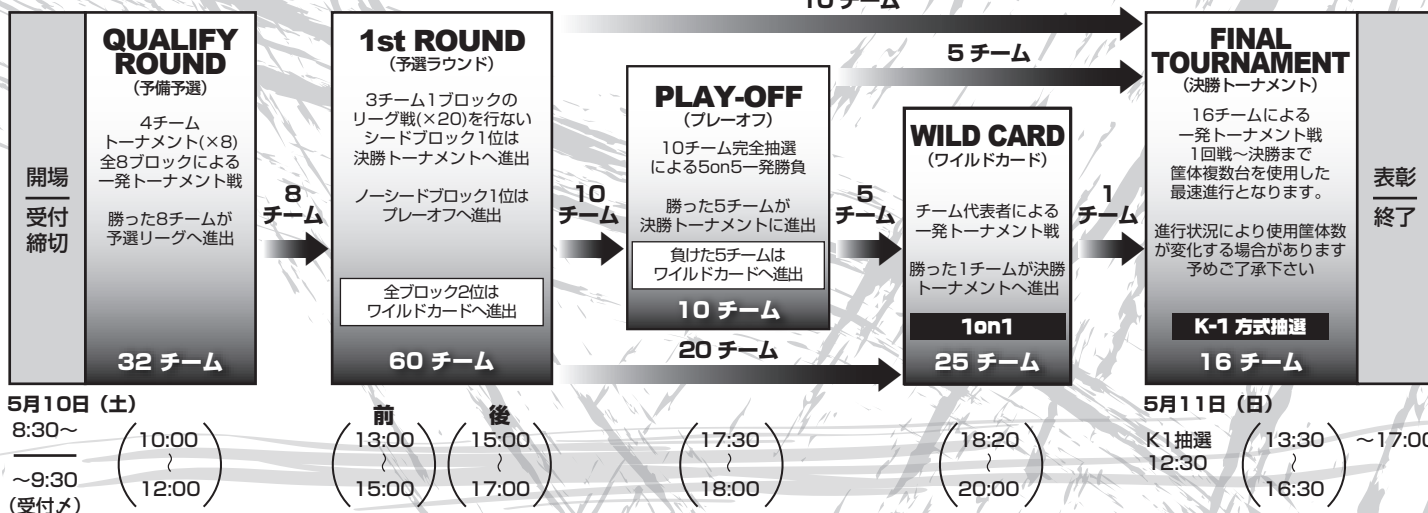 10 チーム
開場
受付
締切
QUALIFY
ROUND
(予備予選)
4チーム
トーナメント(×8)
全8ブロックによる
一発トーナメント戦
勝った8チームが
予選リーグへ進出
32 チーム
8
チーム
1st ROUND
(予選ラウンド)
3チーム1ブロックの
リーグ戦(×20)を行ない
シードブロック1位は
決勝トーナメントへ進出
ノーシードブロック1位は
プレーオフへ進出
全ブロック2位は
ワイルドカードへ進出
60 チーム
10
チーム
PLAY-OFF
(プレーオフ)
10チーム完全抽選
による5on5一発勝負
勝った5チームが
決勝トーナメントに進出
負けた5チームは
ワイルドカードへ進出
10 チーム
5 チーム
5
チーム
20 チーム
WILD CARD
(ワイルドカード)
チーム代表者による
一発トーナメント戦
勝った1チームが決勝
トーナメントへ進出
1on1
25 チーム
1
チーム
FINAL
TOURNAMENT
(決勝トーナメント)
16チームによる
一発トーナメント戦
1回戦～決勝まで
筐体複数台を使用した
最速進行となります。
進行状況により使用筐体数
が変化する場合があります
予めご了承下さい
K-1 方式抽選
16 チーム
表彰
終了
5月10日（土）
8:30～
～9:30
(受付〆)
10:00
～
12:00
前
13:00
～
15:00
後
15:00
～
17:00
17:30
～
18:00
18:20
～
20:00
5月11日（日）
K1抽選
12:30
13:30
～
16:30
～17:00